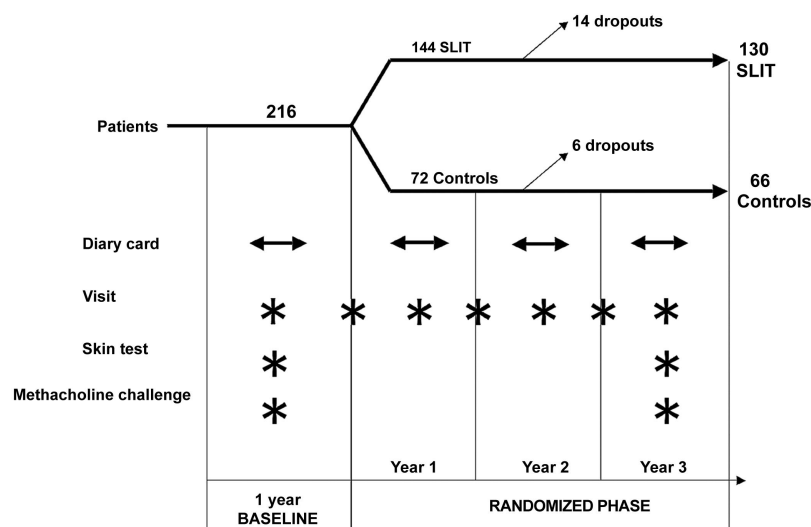 14 dropouts
144 SLIT
130
SLIT
216
Patients
6 dropouts
72 Controls
66
Controls
Diary card
Visit
Skin test
Methacholine challenge
Year 1
Year 2
Year 3
1 year
BASELINE
RANDOMIZED PHASE